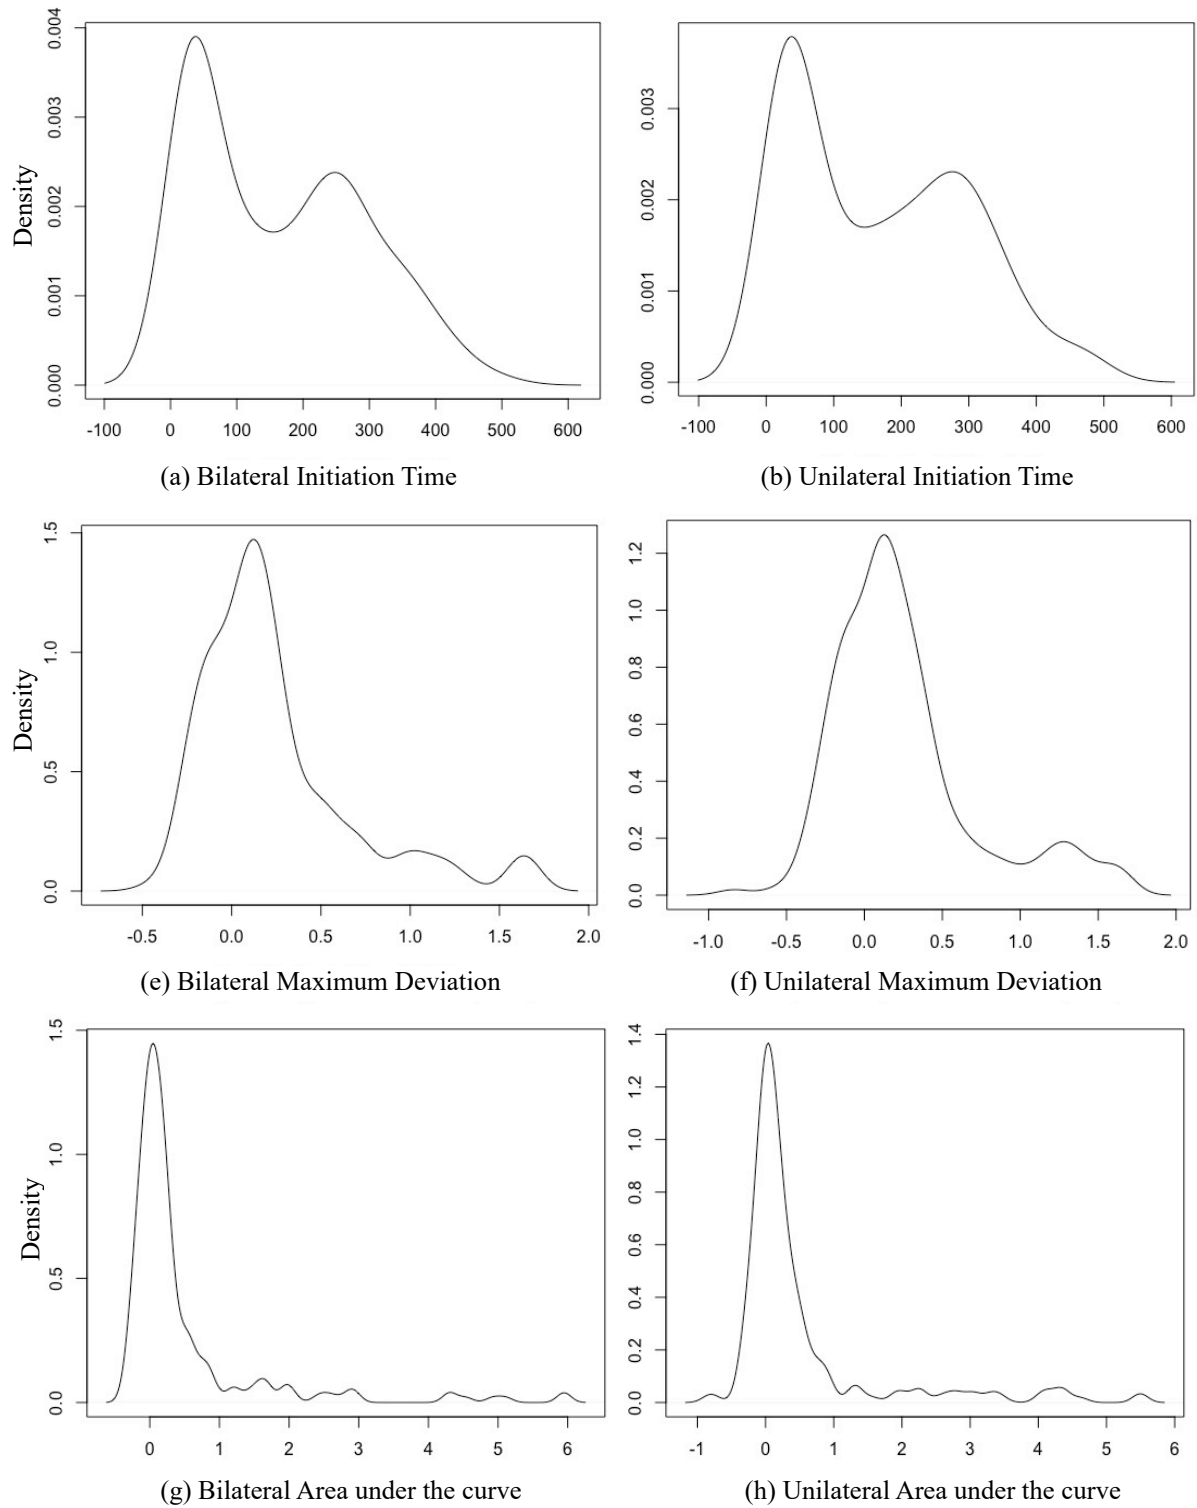 0.004
0.003
0.002
0.001
0.000
Density
-100 0 100 200 300 400 500 600
(a) Bilateral Initiation Time
0.003
0.002
0.001
0.000
-100 0 100 200 300 400 500 600
(b) Unilateral Initiation Time
1.5
1.0
0.5
0.0
Density
-0.5 0.0 0.5 1.0 1.5 2.0
(e) Bilateral Maximum Deviation
1.2
1.0
0.8
0.6
0.4
0.2
0.0
-1.0 -0.5 0.0 0.5 1.0 1.5 2.0
(f) Unilateral Maximum Deviation
1.5
1.0
0.5
0.0
Density
0 1 2 3 4 5 6
(g) Bilateral Area under the curve
1.4
1.2
1.0
0.8
0.6
0.4
0.2
0.0
-1 0 1 2 3 4 5 6
(h) Unilateral Area under the curve